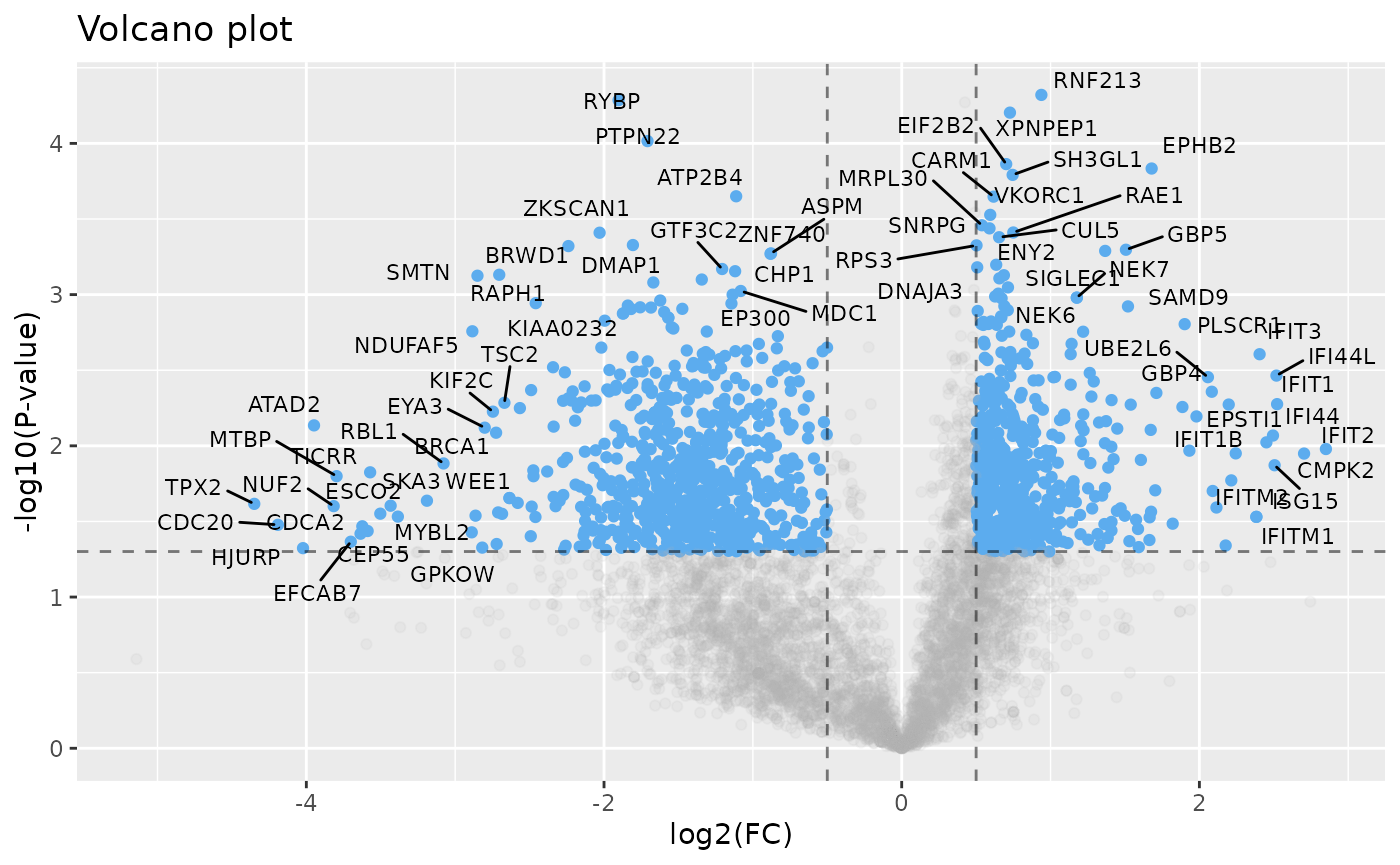 Volcano plot
RNF213
RYBP
EIF2B2
XPNPEP1
PTPN22
EPHB2
CARM1
SH3GL1
ATP2B4
MRPL30
VKORC1
RAE1
ZKSCAN1
ASPM
GTF3C2
ZNF740
SNRPG
CUL5
GBP5
BRWD1
DMAP1
RPS3
ENY2
SMTN
CHP1
SIGLEC1
NEK7
RAPH1
DNAJA3
SAMD9
EP300
MDC1
NEK6
PLSCR1
IFIT3
KIAA0232
NDUFAF5
TSC2
UBE2L6
IFI44L
KIF2C
GBP4
IFIT1
ATAD2
EYA3
EPSTI1
IFI44
MTBP
RBL1
BRCA1
IFIT1B
IFIT2
TICRR
CMPK2
TPX2
NUF2
ESCO2
SKA3
WEE1
IFITM2
ISG15
CDC20
CDCA2
MYBL2
IFITM1
HJURP
CEP55
GPKOW
EFCAB7
4
3
2
1
0
-4
-2
0
2
log2(FC)
-log10(P-value)